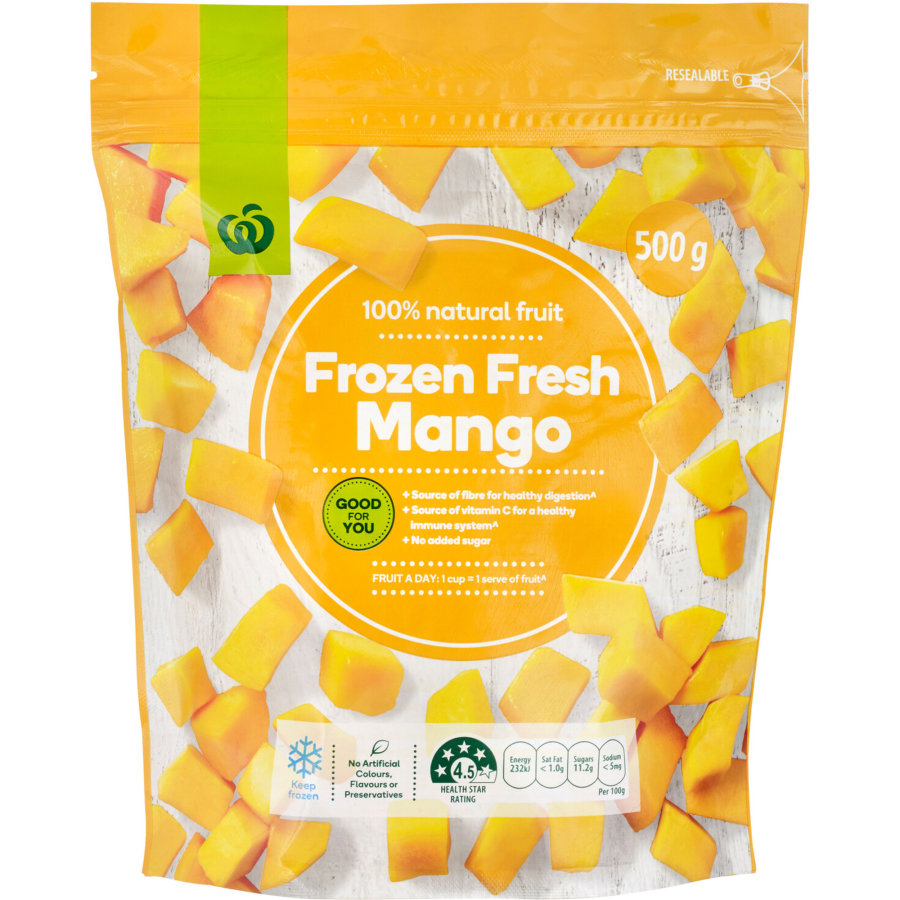 RESEALABLE
500 g
100% natural fruit
Frozen Fresh
Mango
GOOD
FOR
YOU
+ Source of fibre for healthy digestion^
+ Source of vitamin C for a healthy
immune system^
+ No added sugar
FRUIT A DAY: 1 cup = 1 serve of fruit^
Keep
frozen
No Artificial
Colours,
Flavours or
Preservatives
4.5
HEALTH STAR
RATING
Energy
232kJ
Sat Fat
< 1.0g
Sugars
11.2g
Sodium
< 5mg
Per 100g